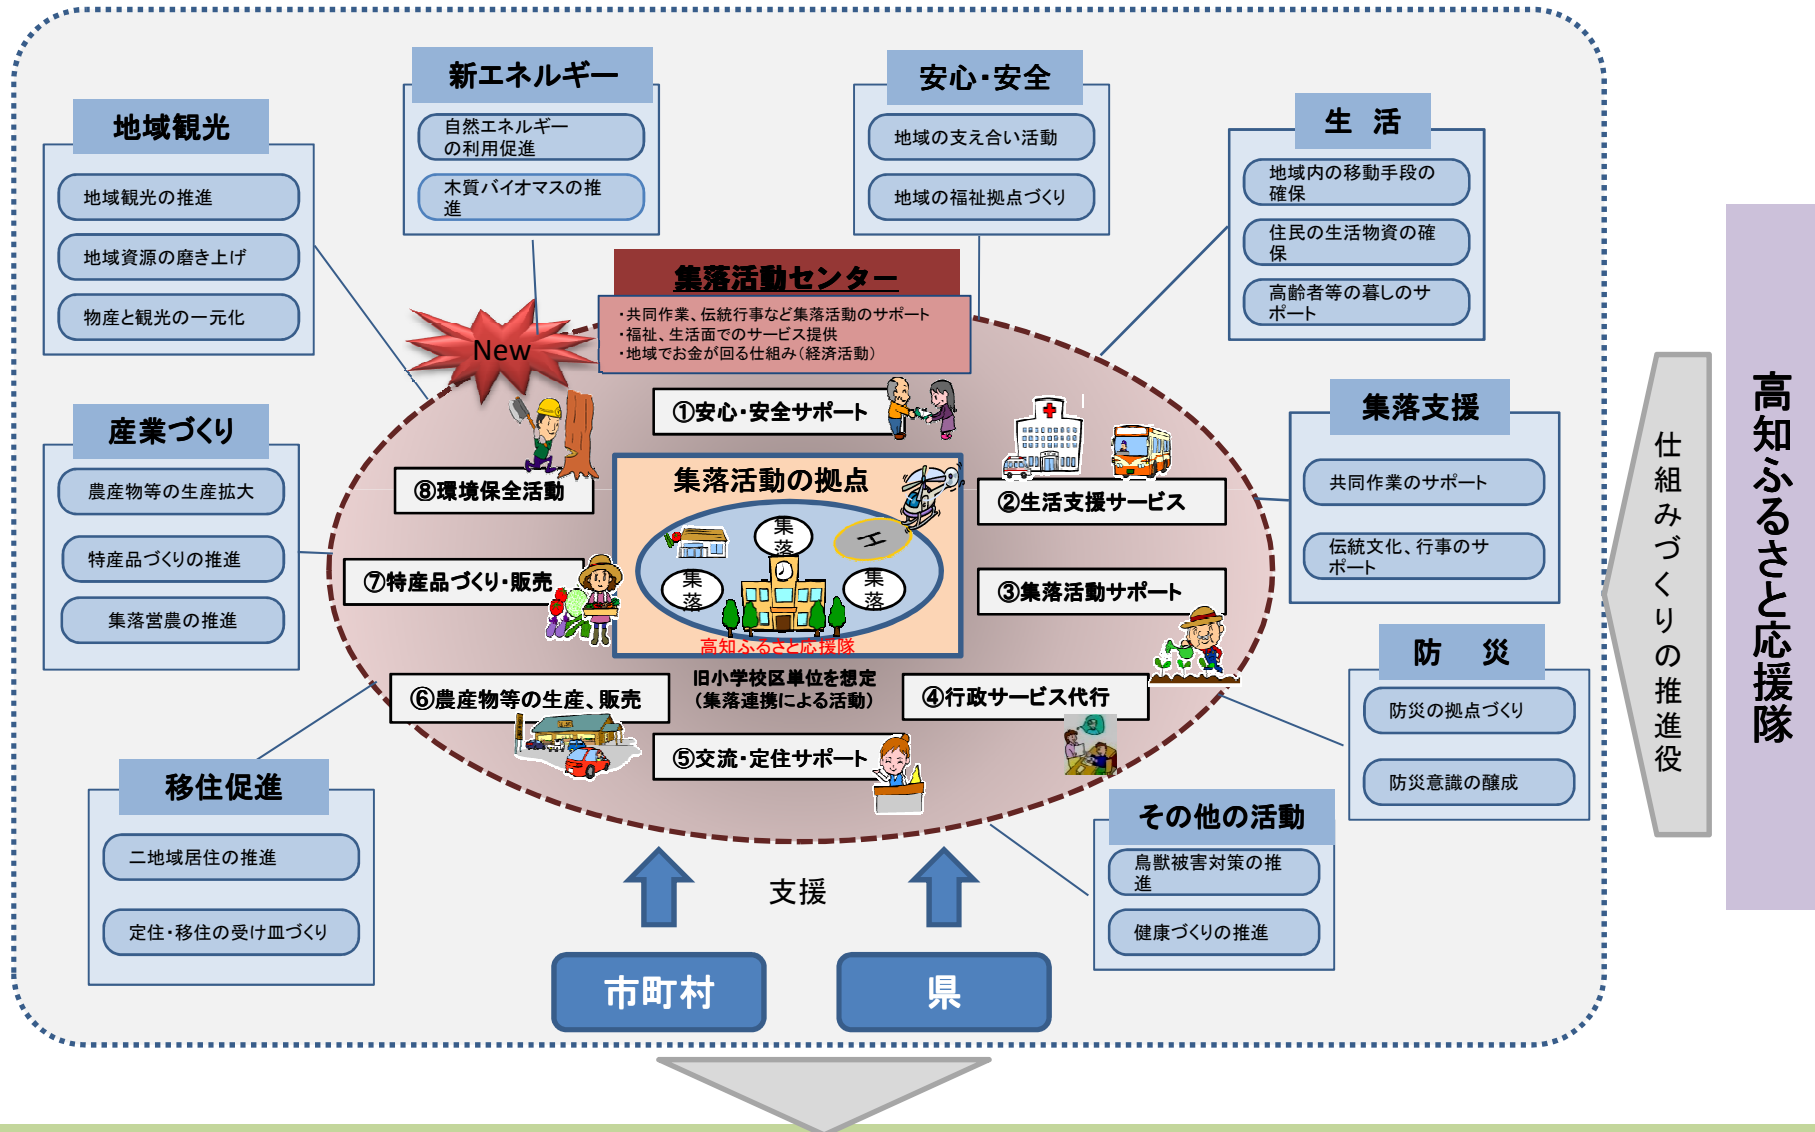 新エネルギー
自然エネルギー
の利用促進
木質バイオマスの推
進
安心・安全
地域の支え合い活動
地域の福祉拠点づくり
地域観光
地域観光の推進
地域資源の磨き上げ
物産と観光の一元化
生 活
地域内の移動手段の
確保
住民の生活物資の確
保
高齢者等の暮しのサ
ポート
集落活動センター
・共同作業、伝統行事など集落活動のサポート
・福祉、生活面でのサービス提供
・地域でお金が回る仕組み(経済活動)
New
①安心・安全サポート
②生活支援サービス
③集落活動サポート
④行政サービス代行
⑤交流・定住サポート
⑥農産物等の生産、販売
⑦特産品づくり・販売
⑧環境保全活動
集落活動の拠点
集
落
集
落
集
落
エ
高知ふるさと応援隊
旧小学校区単位を想定
(集落連携による活動)
産業づくり
農産物等の生産拡大
特産品づくりの推進
集落営農の推進
集落支援
共同作業のサポート
伝統文化、行事のサ
ポート
防 災
防災の拠点づくり
防災意識の醸成
移住促進
二地域居住の推進
定住・移住の受け皿づくり
その他の活動
鳥獣被害対策の推
進
健康づくりの推進
支援
市町村
県
仕組みづくりの推進役
高知ふるさと応援隊